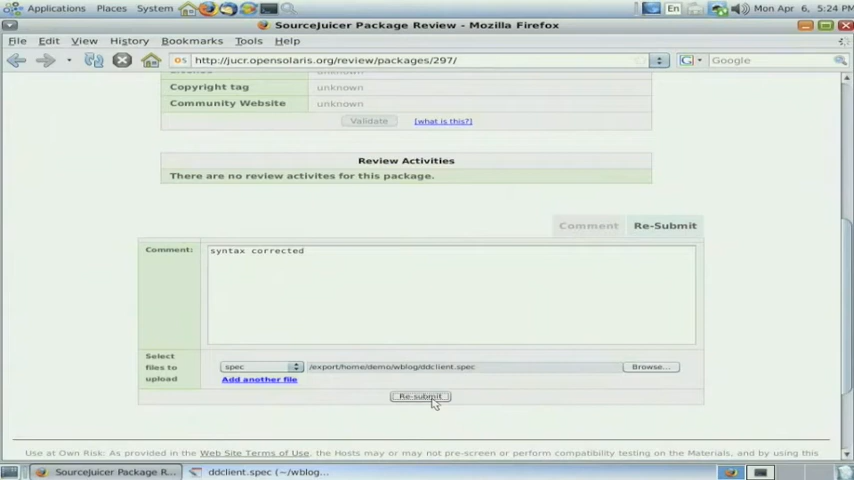 Applications Places System En Mon Apr 6, 5:24 PM
SourceJuicer Package Review - Mozilla Firefox
File Edit View History Bookmarks Tools Help
OS http://jucr.opensolaris.org/review/packages/297/ G Google
unknown
Copyright tag unknown
Community Website unknown
Validate [what is this?]
Review Activities
There are no review activites for this package.
Comment Re-Submit
Comment: syntax corrected
Select files to upload
spec /export/home/demo/wblog/ddclient.spec Browse...
Add another file
Re-submit
Use at Own Risk: As provided in the Web Site Terms of Use, the Hosts may or may not pre-screen or perform compatibility testing on the Materials, and by using this
SourceJuicer Package R... ddclient.spec (~/wblog...